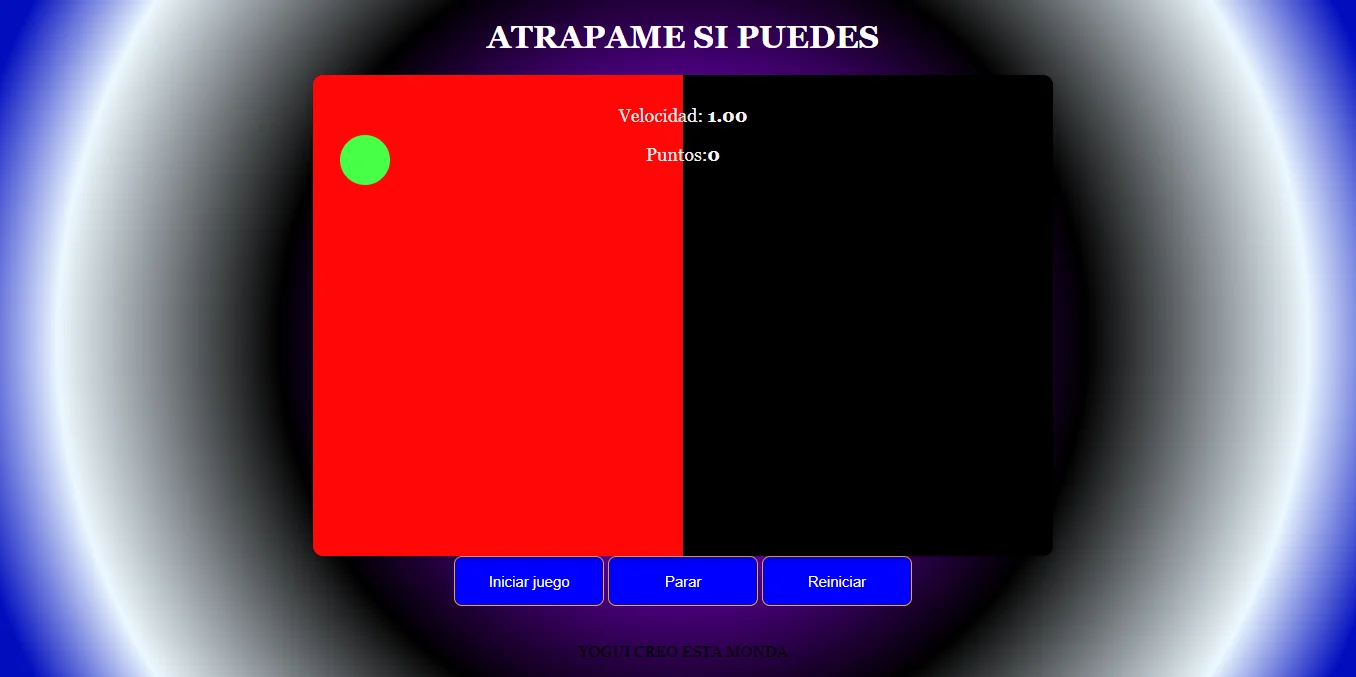 ATRAPAME SI PUEDES
Velocidad: 1.00
Puntos:0
Iniciar juego Parar Reiniciar
YOGUI CREO ESTA MONDA